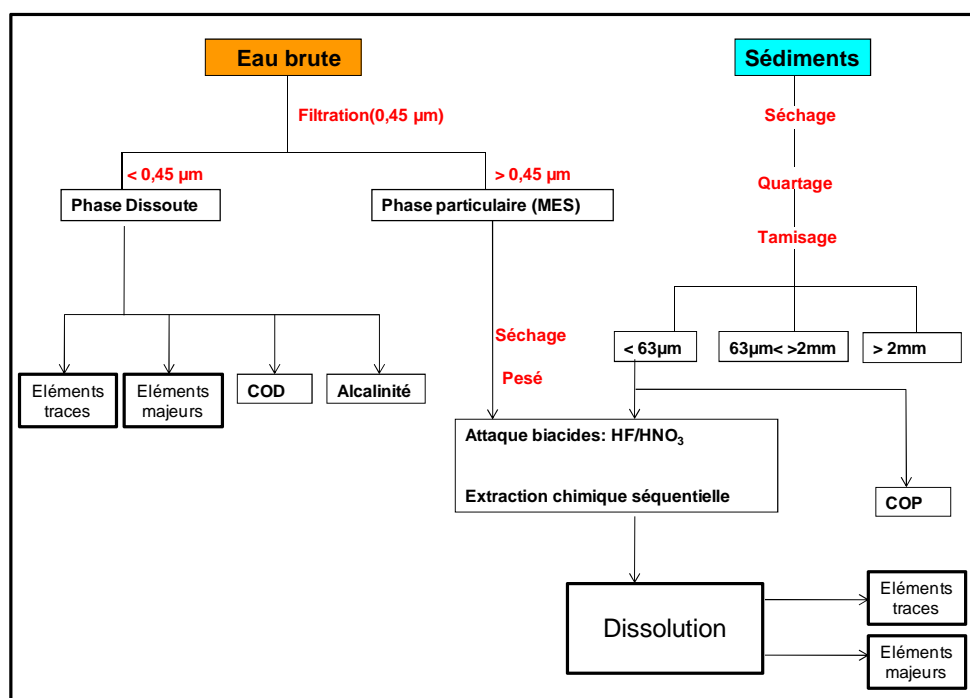 Eau brute
Sédiments
Filtration(0,45 µm)
Séchage
< 0,45 µm
> 0,45 µm
Quartage
Phase Dissoute
Phase particulaire (MES)
Tamisage
Séchage
< 63µm
63µm< >2mm
> 2mm
Pesé
Eléments
traces
Eléments
majeurs
COD
Alcalinité
Attaque biacides: HF/HNO₃
Extraction chimique séquentielle
COP
Dissolution
Eléments
traces
Eléments
majeurs